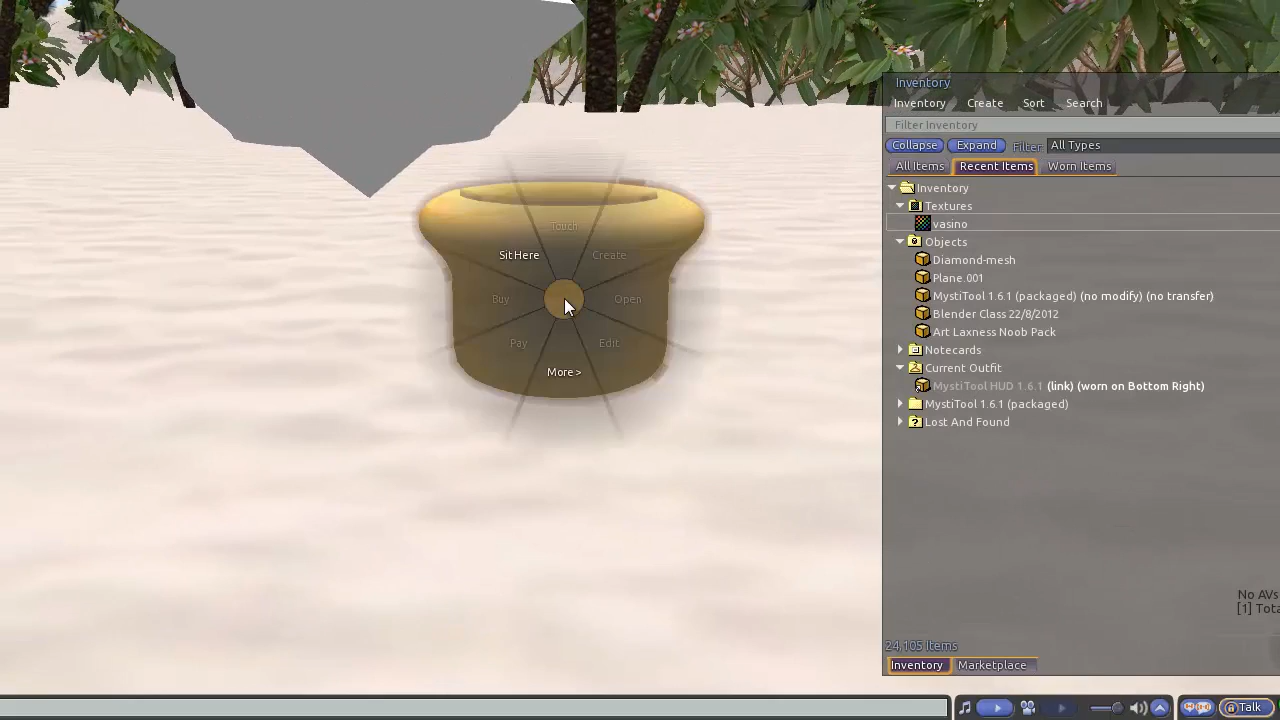 Inventory
Inventory Create Sort Search
Filter Inventory
Collapse Expand Filter All Types
All Items Recent Items Worn Items
Inventory
Textures
vasino
Objects
Diamond-mesh
Plane.001
MystiTool 1.6.1 (packaged) (no modify) (no transfer)
Blender Class 22/8/2012
Art Laxness Noob Pack
Notecards
Current Outfit
MystiTool HUD 1.6.1 (link) (worn on Bottom Right)
MystiTool 1.6.1 (packaged)
Lost And Found
Touch
Sit Here Create
Buy Open
Pay Edit
More >
No AVs
[1] Tota
24,105 Items
Inventory Marketplace
Talk